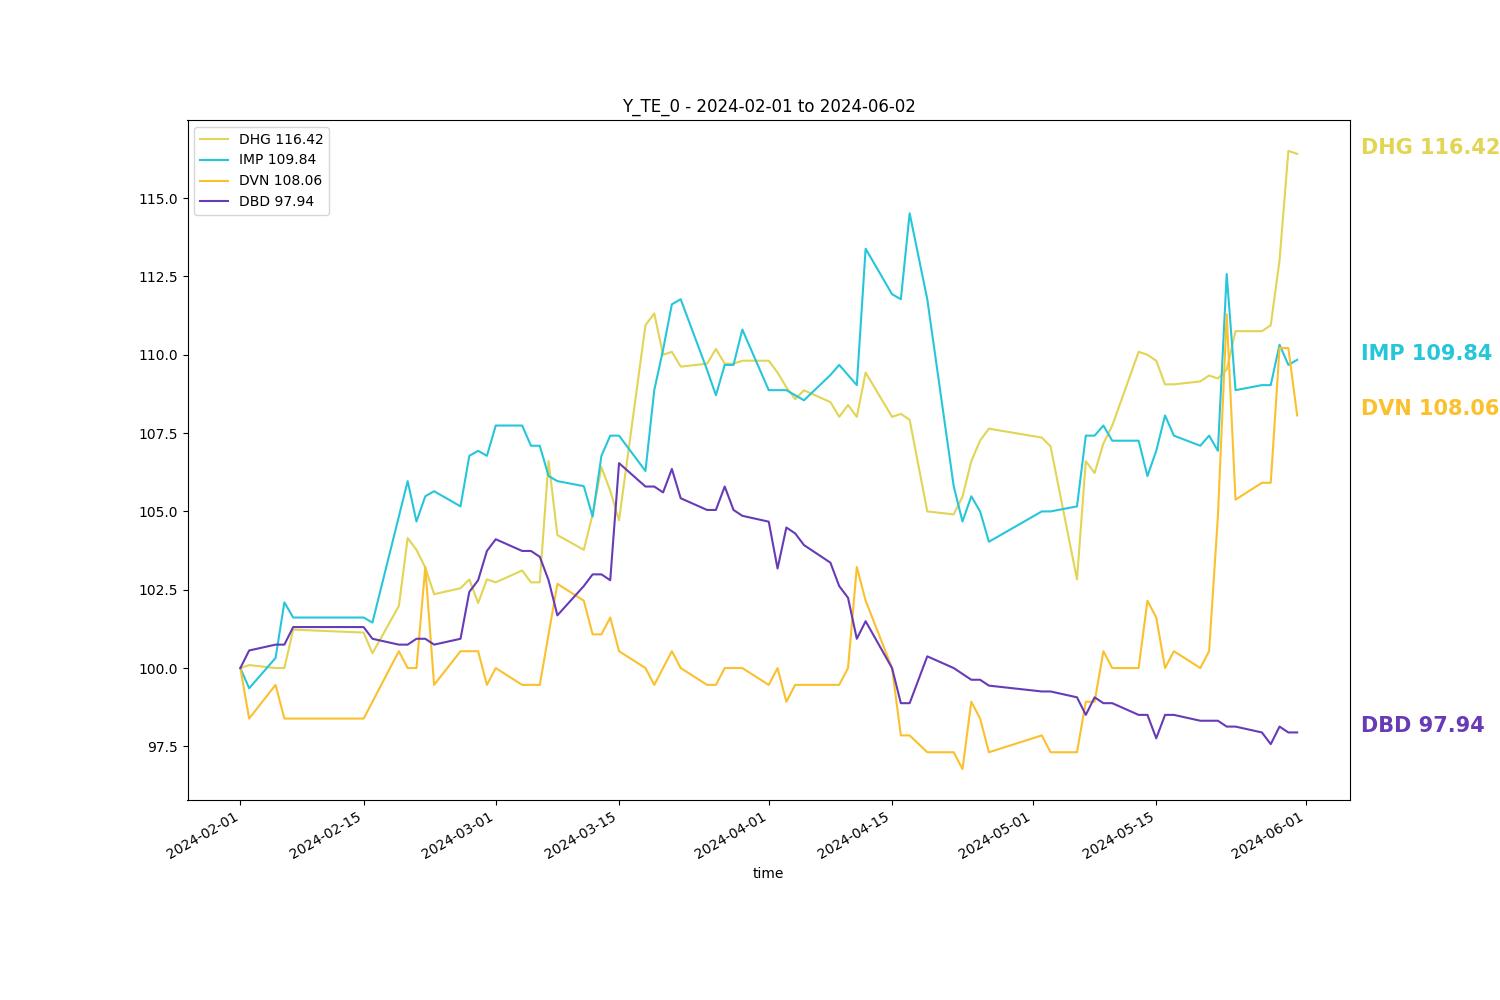 Y_TE_0 - 2024-02-01 to 2024-06-02
DHG 116.42
IMP 109.84
DVN 108.06
DBD 97.94
115.0
112.5
110.0
107.5
105.0
102.5
100.0
97.5
DHG 116.42
IMP 109.84
DVN 108.06
DBD 97.94
2024-02-01
2024-02-15
2024-03-01
2024-03-15
2024-04-01
2024-04-15
2024-05-01
2024-05-15
2024-06-01
time